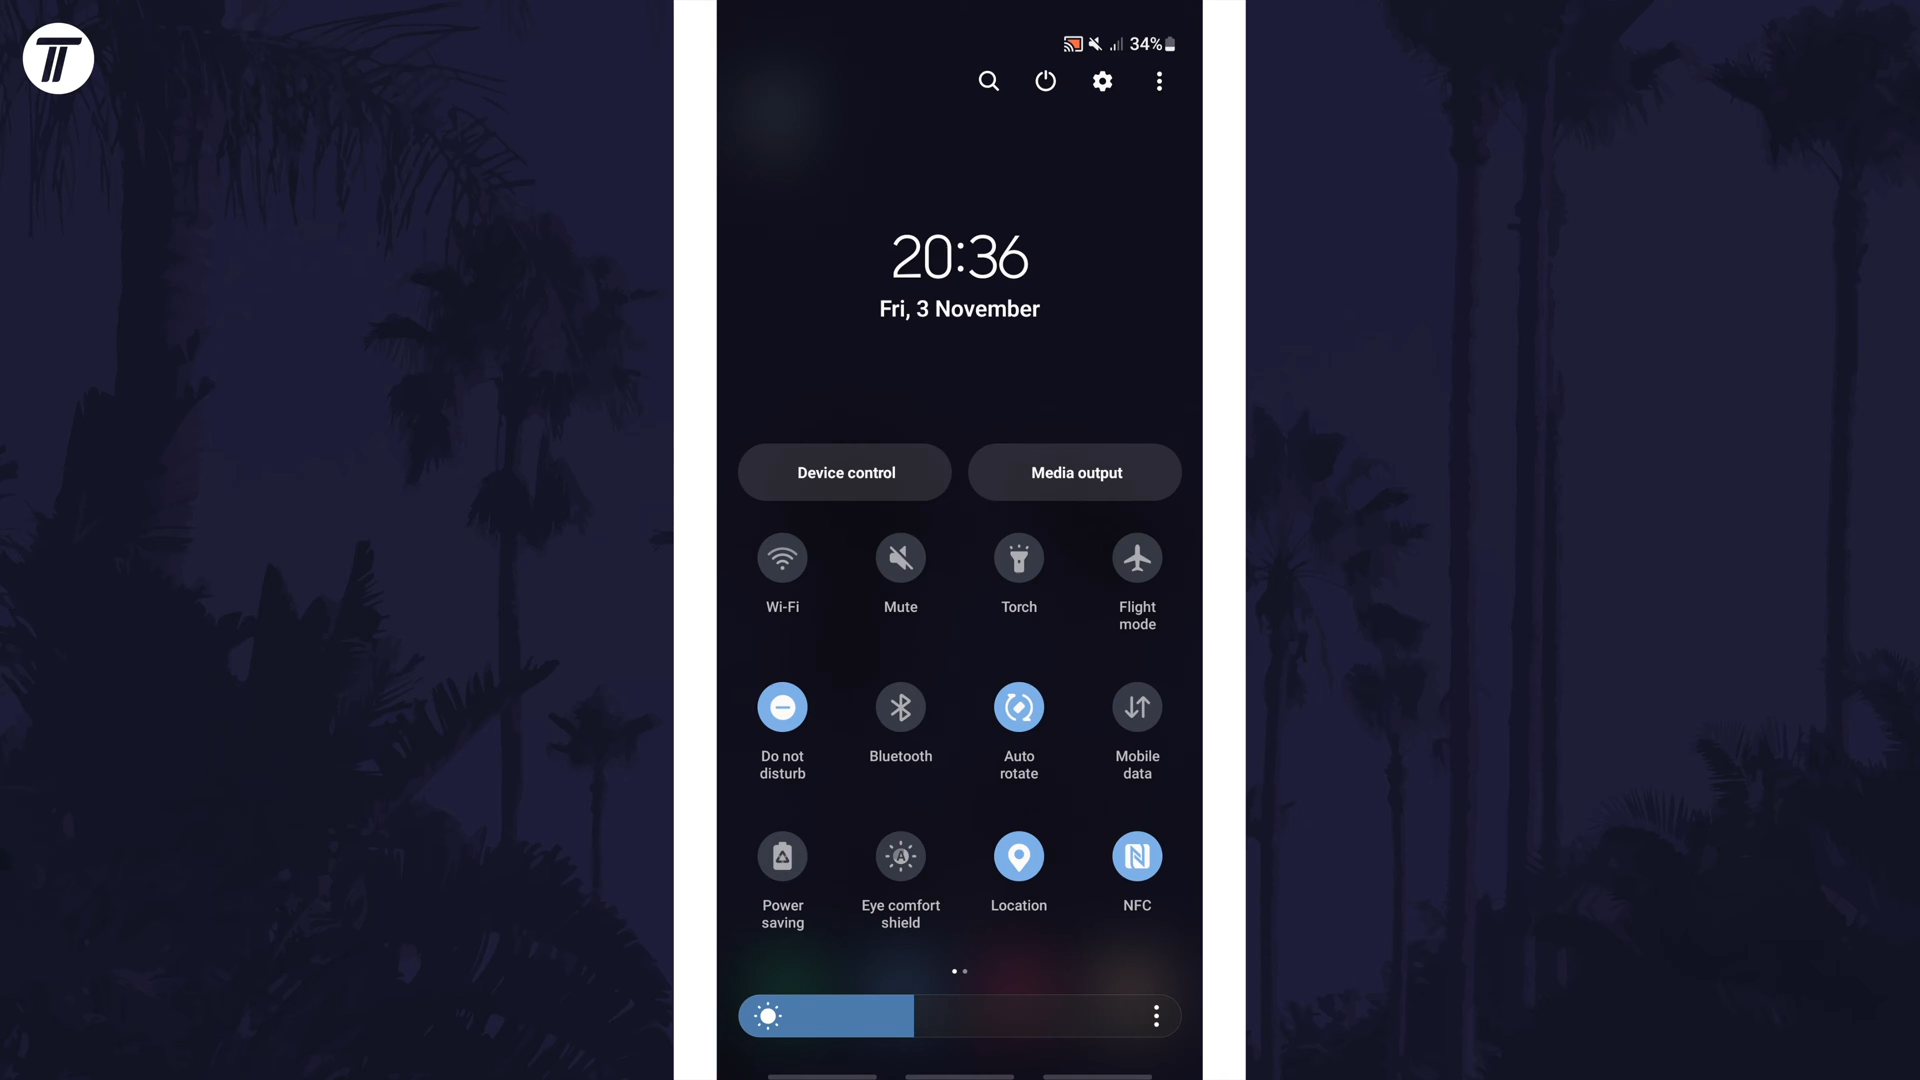 34%
20:36
Fri, 3 November
Device control
Media output
Wi-Fi
Mute
Torch
Flight
mode
Do not
disturb
Bluetooth
Auto
rotate
Mobile
data
Power
saving
Eye comfort
shield
Location
NFC